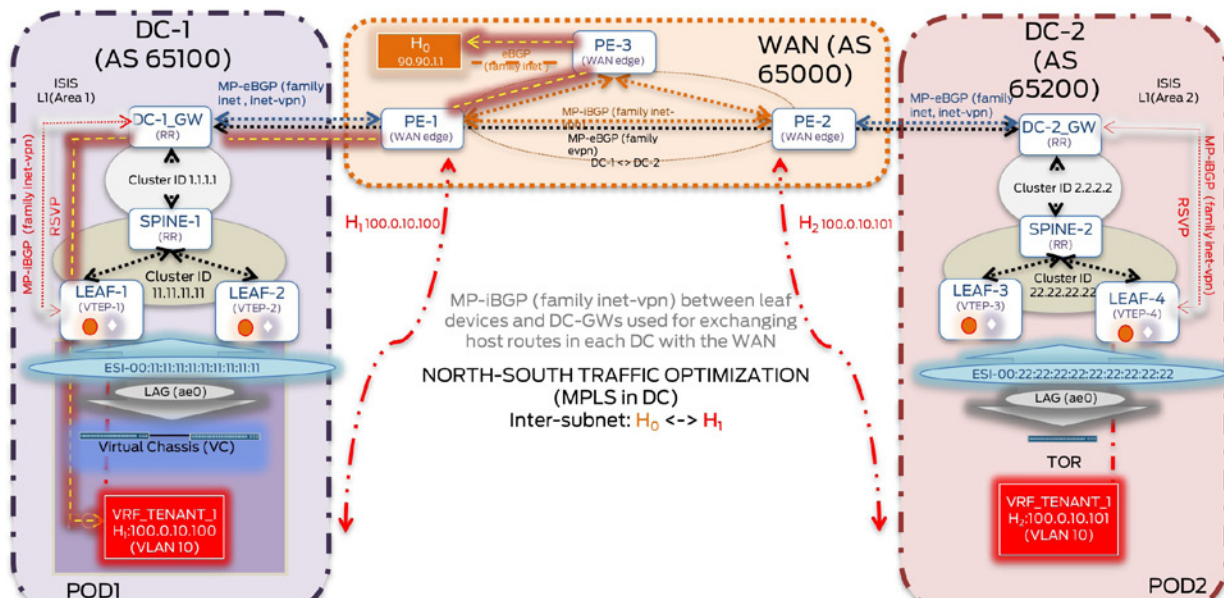 DC-1
(AS 65100)
ISIS
L1(Area 1)
MP-eBGP (family
inet , inet-vpn)
DC-1_GW
(RR)
Cluster ID 1.1.1.1
SPINE-1
(RR)
Cluster ID
11.11.11.11
MP-iBGP (family inet-vpn)
RSVP
LEAF-1
(VTEP-1)
LEAF-2
(VTEP-2)
ESI-00:11:11:11:11:11:11:11:11:11
LAG (ae0)
Virtual Chassis (VC)
VRF_TENANT_1
H1:100.0.10.100
(VLAN 10)
POD1
H0
90.90.1.1
eBGP
(family inet )
PE-3
(WAN edge)
WAN (AS
65000)
PE-1
(WAN edge)
MP-iBGP (family inet-
MP-eBGP (family
evpn)
DC-1 <> DC-2
PE-2
(WAN edge)
H1 100.0.10.100
H2 100.0.10.101
MP-iBGP (family inet-vpn) between leaf
devices and DC-GWs used for exchanging
host routes in each DC with the WAN
NORTH-SOUTH TRAFFIC OPTIMIZATION
(MPLS in DC)
Inter-subnet: H0 <-> H1
DC-2
(AS
65200)
MP-eBGP (family
inet, inet-vpn)
ISIS
L1(Area 2)
DC-2_GW
(RR)
Cluster ID 2.2.2.2
SPINE-2
(RR)
Cluster ID
22.22.22.22
MP-iBGP (family inet-vpn)
RSVP
LEAF-3
(VTEP-3)
LEAF-4
(VTEP-4)
ESI-00:22:22:22:22:22:22:22:22:22
LAG (ae0)
TOR
VRF_TENANT_1
H2:100.0.10.101
(VLAN 10)
POD2